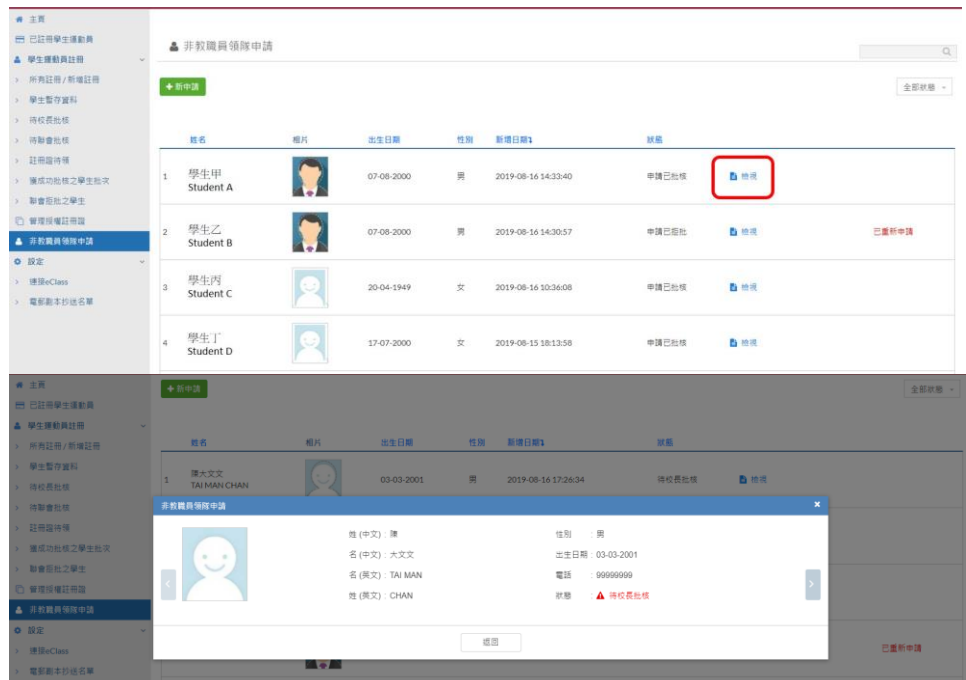 主頁
已註冊學生運動員
學生運動員註冊
所有註冊/新增註冊
學生暫存資料
待校長批核
待聯會批核
註冊證待領
獲成功批核之學生批次
聯會拒批之學生
管理授權註冊證
非教職員領隊申請
設定
連接eClass
電郵副本抄送名單
非教職員領隊申請
新申請
全部狀態
姓名 相片 出生日期 性別 新增日期 狀態
1 學生甲 07-08-2000 男 2019-08-16 14:33:40 申請已批核 檢視
Student A
2 學生乙 07-08-2000 男 2019-08-16 14:30:57 申請已拒批 檢視 已重新申請
Student B
3 學生丙 20-04-1949 女 2019-08-16 10:36:08 申請已批核 檢視
Student C
4 學生丁 17-07-2000 女 2019-08-15 18:13:58 申請已批核 檢視
Student D
主頁
已註冊學生運動員
學生運動員註冊
所有註冊/新增註冊
學生暫存資料
待校長批核
待聯會批核
註冊證待領
獲成功批核之學生批次
聯會拒批之學生
管理授權註冊證
非教職員領隊申請
設定
連接eClass
電郵副本抄送名單
新申請
全部狀態
姓名 相片 出生日期 性別 新增日期 狀態
1 陳大文文 03-03-2001 男 2019-08-16 17:26:34 待校長批核 檢視
TAI MAN CHAN
非教職員領隊申請 ×
姓 (中文) : 陳 性別 : 男
名 (中文) : 大文文 出生日期 : 03-03-2001
名 (英文) : TAI MAN 電話 : 99999999
姓 (英文) : CHAN 狀態 : 待校長批核
返回
已重新申請